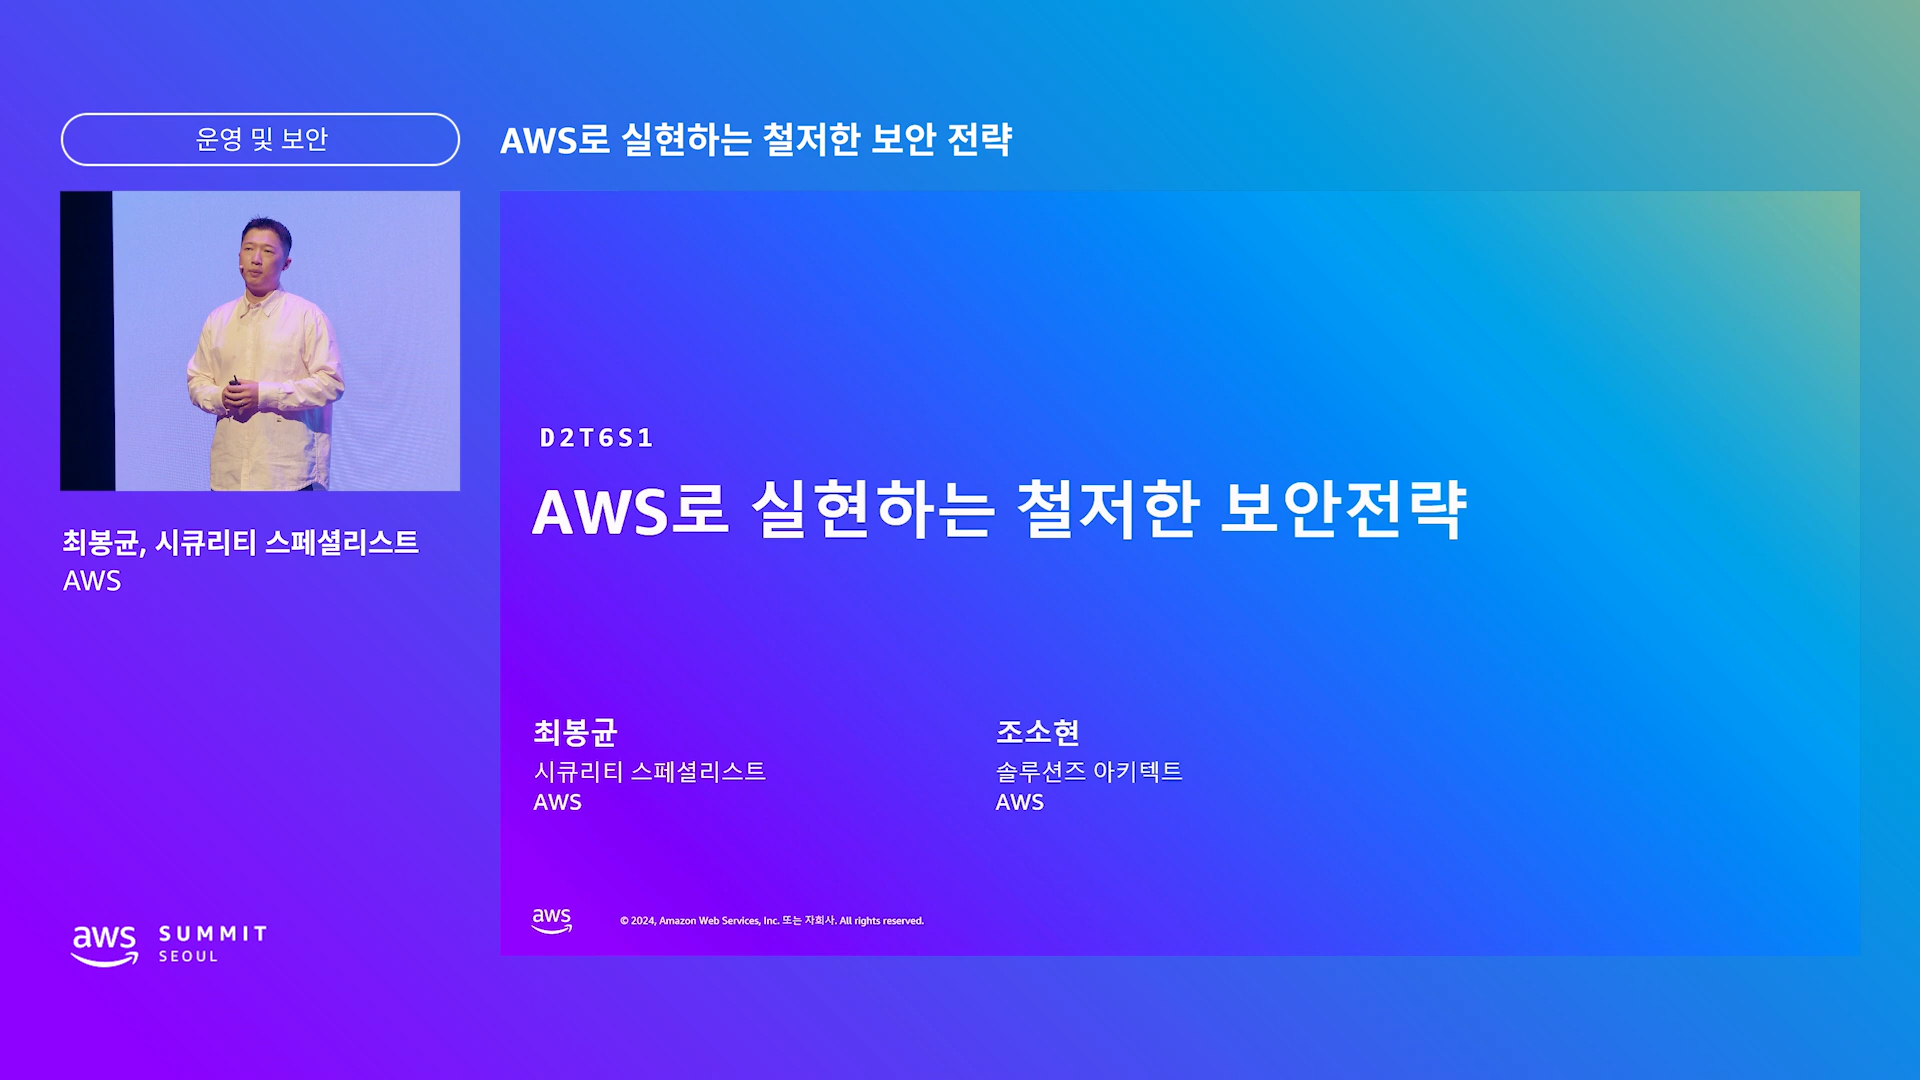 운영 및 보안
AWS로 실현하는 철저한 보안 전략
최봉균, 시큐리티 스페셜리스트
AWS
D2T6S1
AWS로 실현하는 철저한 보안전략
최봉균
시큐리티 스페셜리스트
AWS
조소현
솔루션즈 아키텍트
AWS
aws
© 2024, Amazon Web Services, Inc. 또는 자회사. All rights reserved.
aws
SUMMIT
SEOUL